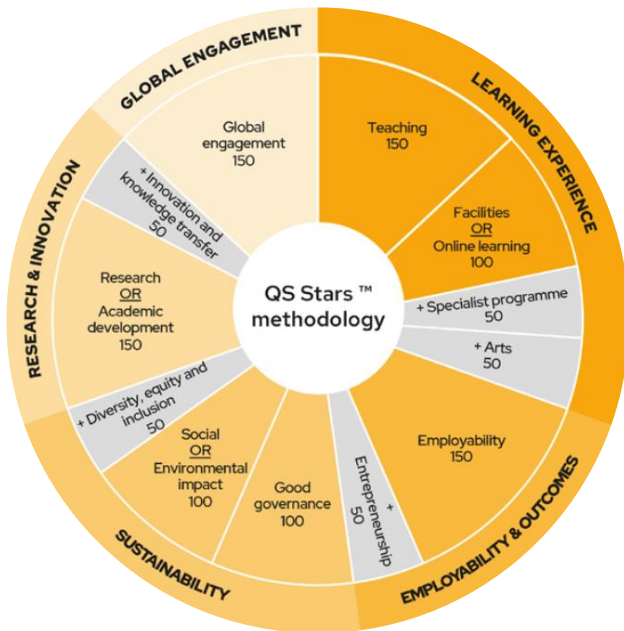 QS Stars ™
methodology
LEARNING EXPERIENCE
Teaching
150
Facilities
OR
Online learning
100
+ Specialist programme
50
+ Arts
50
EMPLOYABILITY & OUTCOMES
Employability
150
+
Entrepreneurship
50
SUSTAINABILITY
Good
governance
100
Social
OR
Environmental
impact
100
+ Diversity, equity and
inclusion
50
RESEARCH & INNOVATION
Research
OR
Academic
development
150
+ Innovation and
knowledge transfer
50
GLOBAL ENGAGEMENT
Global
engagement
150